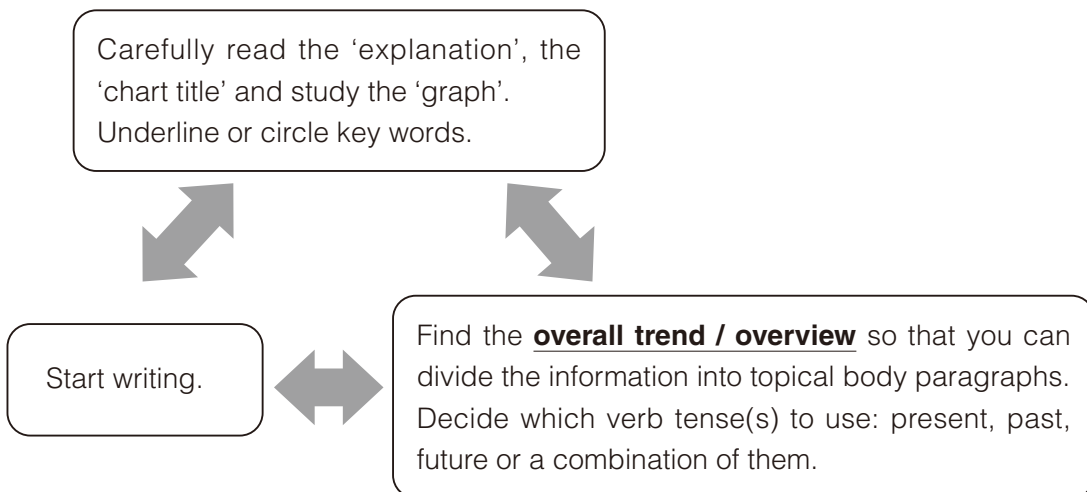 Carefully read the ‘explanation’, the
‘chart title’ and study the ‘graph’.
Underline or circle key words.
Start writing.
Find the overall trend / overview so that you can
divide the information into topical body paragraphs.
Decide which verb tense(s) to use: present, past,
future or a combination of them.